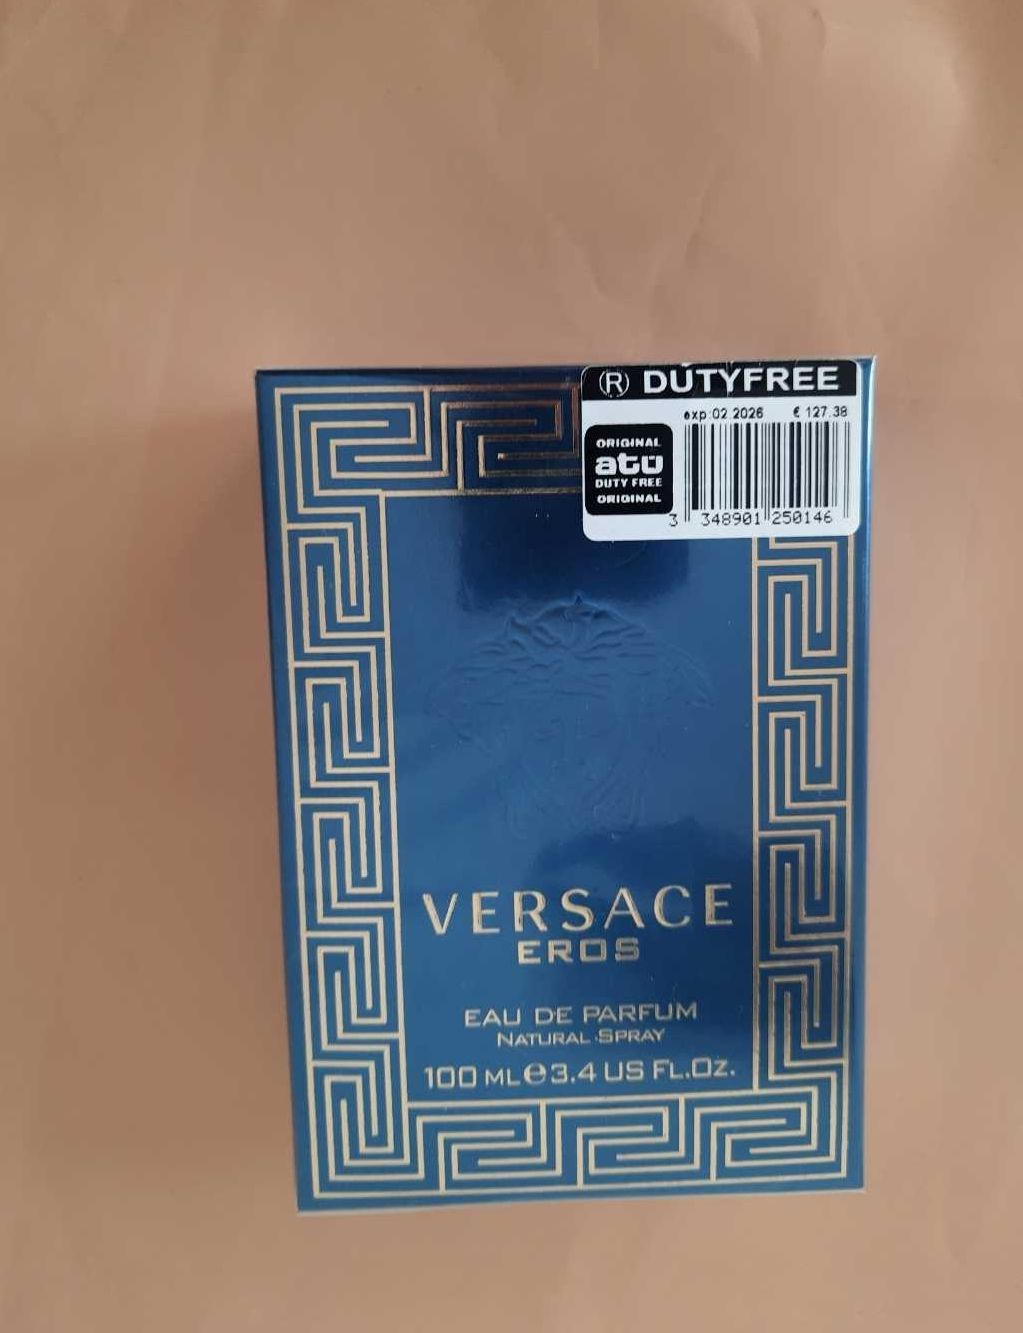 ® DUTYFREE
exp:02 2026 € 127.38
ORIGINAL
atü
DUTY FREE
ORIGINAL
3 348901 250146
VERSACE
EROS
EAU DE PARFUM
NATURAL SPRAY
100 ML ℮ 3.4 US FL.OZ.